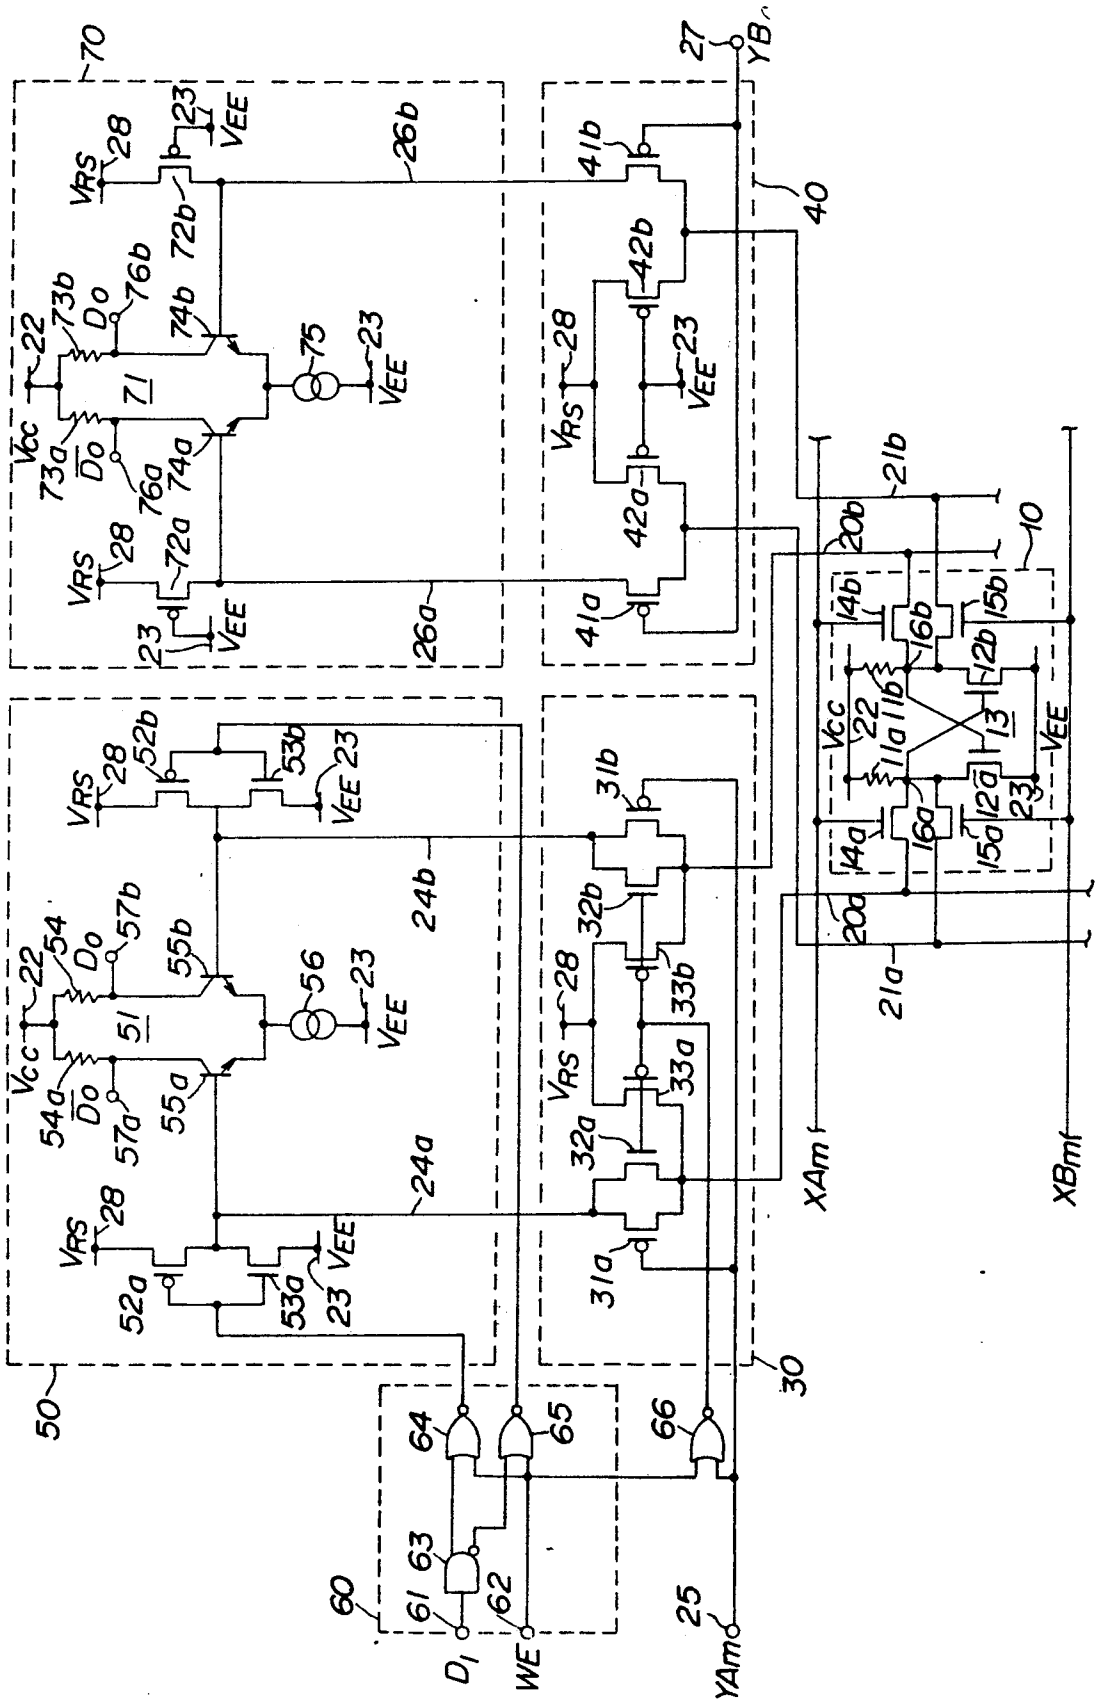 50
VRS
28
52a
53a
23
VEE
VCC
22
54a
54
D̅o
Do
57a
57b
51
55a
55b
56
23
VEE
VRS
28
52b
53b
23
VEE
24a
24b
70
VRS
28
72a
23
VEE
VCC
22
73a
73b
D̅o
Do
76a
76b
71
74a
74b
75
23
VEE
VRS
28
72b
23
VEE
26a
26b
60
DI
61
63
64
WE
62
65
66
YAm
25
30
31a
32a
33a
VRS
28
33b
32b
31b
40
41a
42a
VRS
28
23
VEE
42b
41b
27
YB
XAm
XBm
20a
21a
20b
21b
10
14a
15a
16a
11a
12a
23
VCC
22
13
VEE
11b
12b
16b
14b
15b